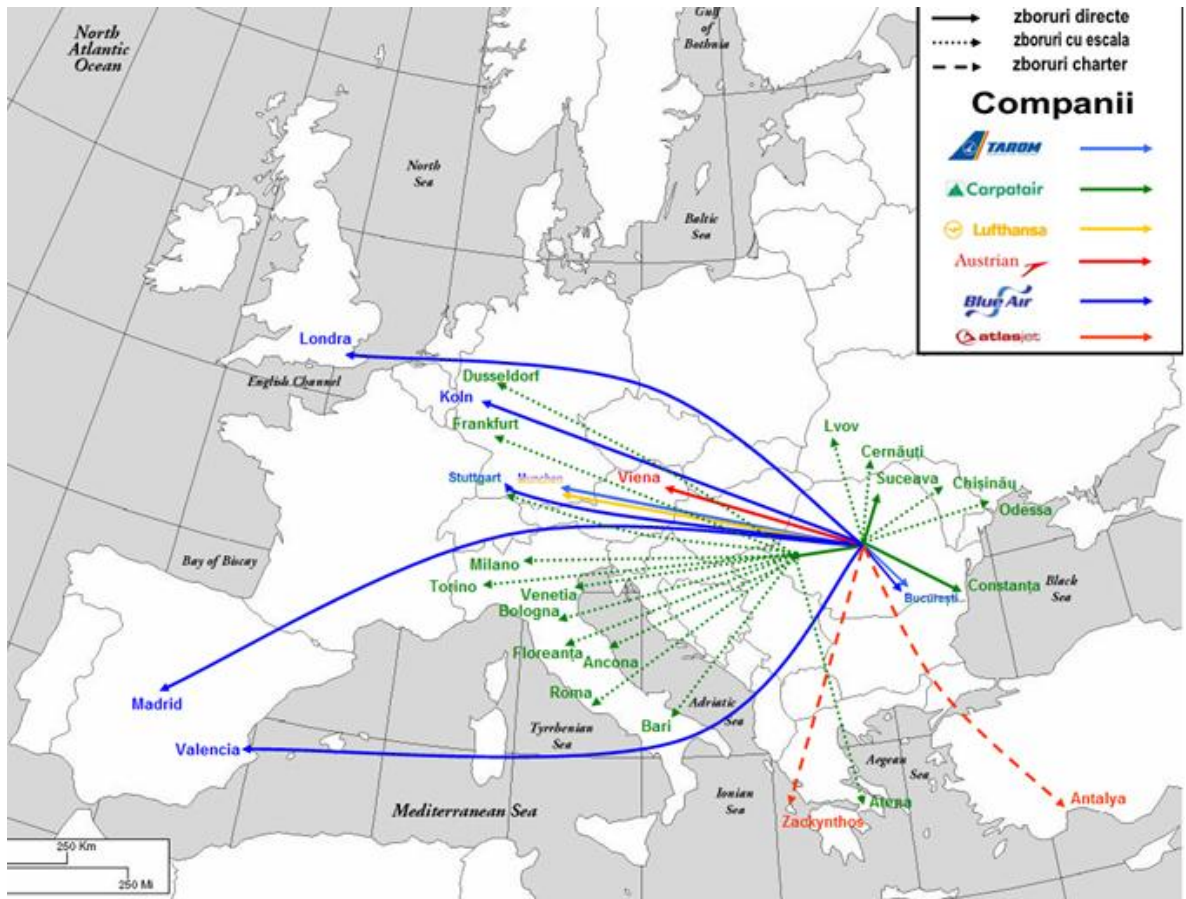 North
Atlantic
Ocean
Gulf
of
Bothnia
zboruri directe
zboruri cu escala
zboruri charter
Companii
TAROM
Carpatair
Lufthansa
Austrian
Blue Air
atlasjet
North
Sea
Baltic
Sea
Londra
English Channel
Dusseldorf
Koln
Frankfurt
Lvov
Cernăuți
Stuttgart
Munchen
Viena
Suceava
Chișinău
Odessa
Bay of Biscay
Milano
Torino
Venetia
Bologna
București
Constanța
Black
Sea
Floreanța
Ancona
Roma
Bari
Adriatic
Sea
Madrid
Tyrrhenian
Sea
Valencia
Aegean
Sea
Ionian
Sea
Mediterranean Sea
Atena
Antalya
Zackynthos
250 Km
250 Mi